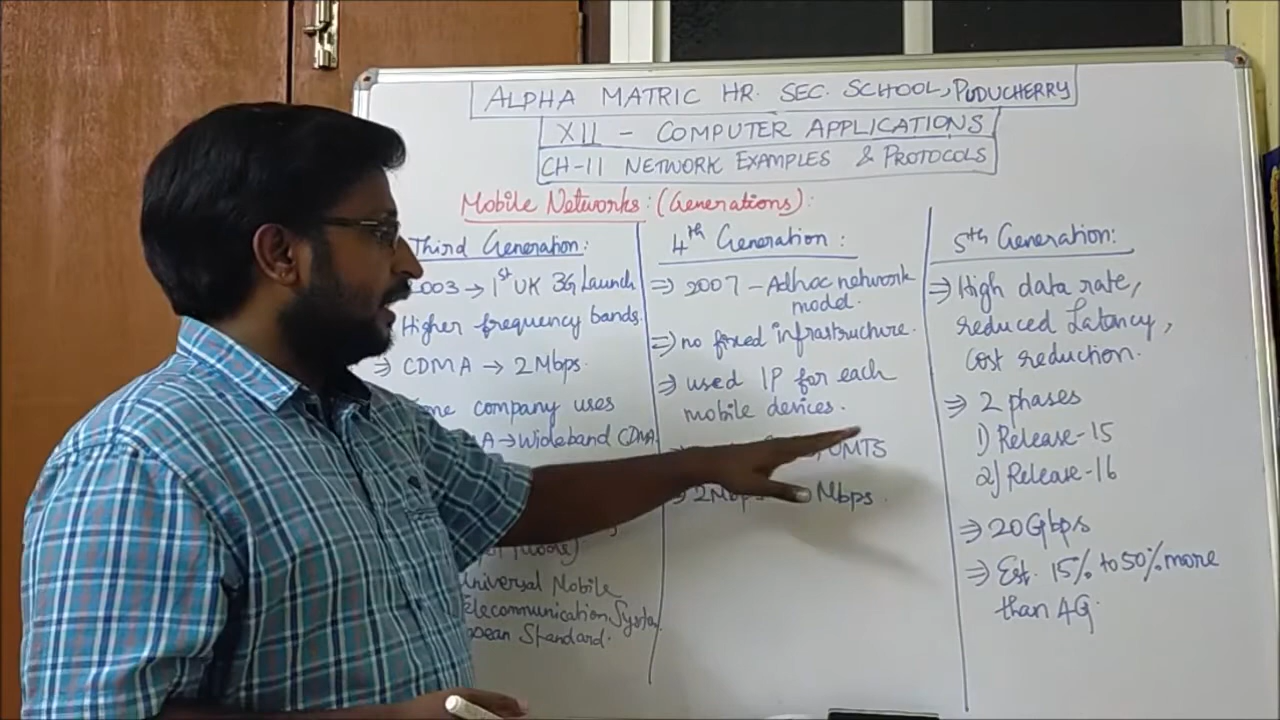 ALPHA MATRIC HR. SEC. SCHOOL, PUDUCHERRY
XII - COMPUTER APPLICATIONS
CH-11 NETWORK EXAMPLES & PROTOCOLS
Mobile Networks: (Generations):
Third Generation:
2003 → 1st UK 3G Launch
Higher frequency bands.
⇒ CDMA → 2Mbps.
company uses
→ Wideband CDMA
Universal Mobile
Telecommunication System
Standard.
4th Generation:
⇒ 2007 - Adhoc network
model.
⇒ no fixed infrastructure.
⇒ used IP for each
mobile devices.
UMTS
⇒ 2Mbps Mbps.
5th Generation:
⇒ High data rate,
reduced Latency,
Cost reduction.
⇒ 2 phases
1) Release-15
2) Release-16
⇒ 20Gbps
⇒ Est. 15% to 50% more
than 4G.